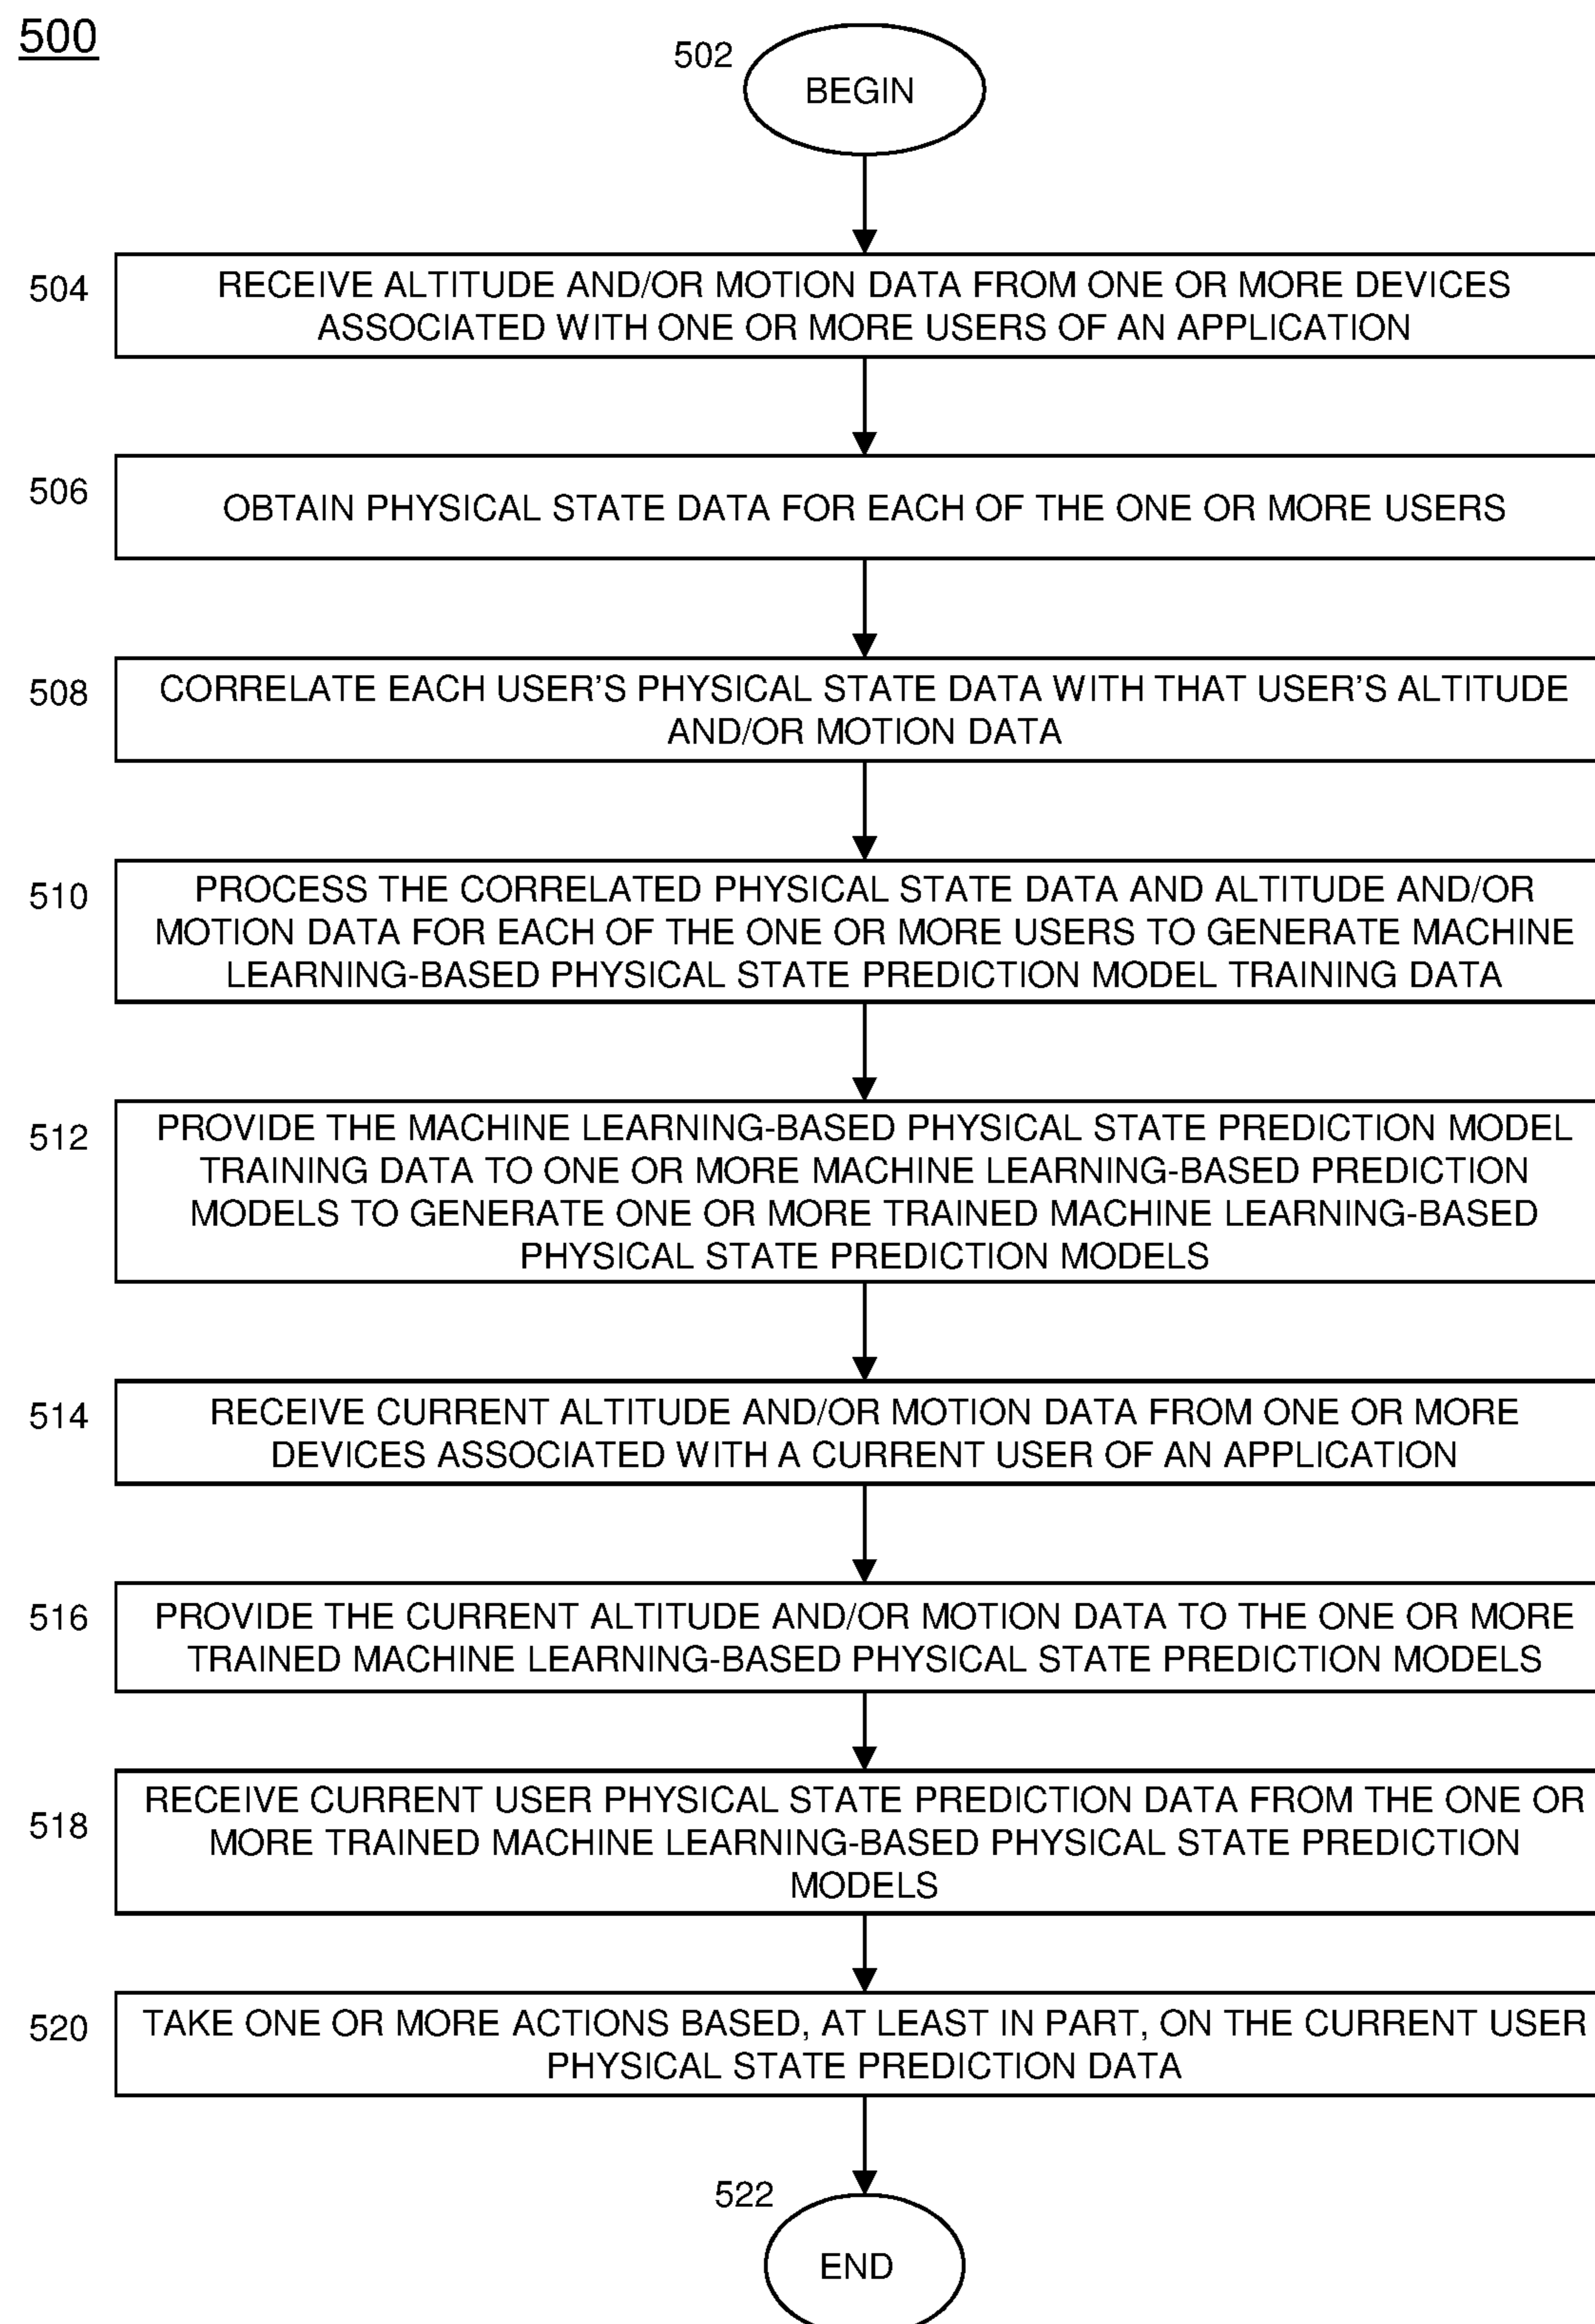 500
502
BEGIN
504
RECEIVE ALTITUDE AND/OR MOTION DATA FROM ONE OR MORE DEVICES
ASSOCIATED WITH ONE OR MORE USERS OF AN APPLICATION
506
OBTAIN PHYSICAL STATE DATA FOR EACH OF THE ONE OR MORE USERS
508
CORRELATE EACH USER'S PHYSICAL STATE DATA WITH THAT USER'S ALTITUDE
AND/OR MOTION DATA
510
PROCESS THE CORRELATED PHYSICAL STATE DATA AND ALTITUDE AND/OR
MOTION DATA FOR EACH OF THE ONE OR MORE USERS TO GENERATE MACHINE
LEARNING-BASED PHYSICAL STATE PREDICTION MODEL TRAINING DATA
512
PROVIDE THE MACHINE LEARNING-BASED PHYSICAL STATE PREDICTION MODEL
TRAINING DATA TO ONE OR MORE MACHINE LEARNING-BASED PREDICTION
MODELS TO GENERATE ONE OR MORE TRAINED MACHINE LEARNING-BASED
PHYSICAL STATE PREDICTION MODELS
514
RECEIVE CURRENT ALTITUDE AND/OR MOTION DATA FROM ONE OR MORE
DEVICES ASSOCIATED WITH A CURRENT USER OF AN APPLICATION
516
PROVIDE THE CURRENT ALTITUDE AND/OR MOTION DATA TO THE ONE OR MORE
TRAINED MACHINE LEARNING-BASED PHYSICAL STATE PREDICTION MODELS
518
RECEIVE CURRENT USER PHYSICAL STATE PREDICTION DATA FROM THE ONE OR
MORE TRAINED MACHINE LEARNING-BASED PHYSICAL STATE PREDICTION
MODELS
520
TAKE ONE OR MORE ACTIONS BASED, AT LEAST IN PART, ON THE CURRENT USER
PHYSICAL STATE PREDICTION DATA
522
END